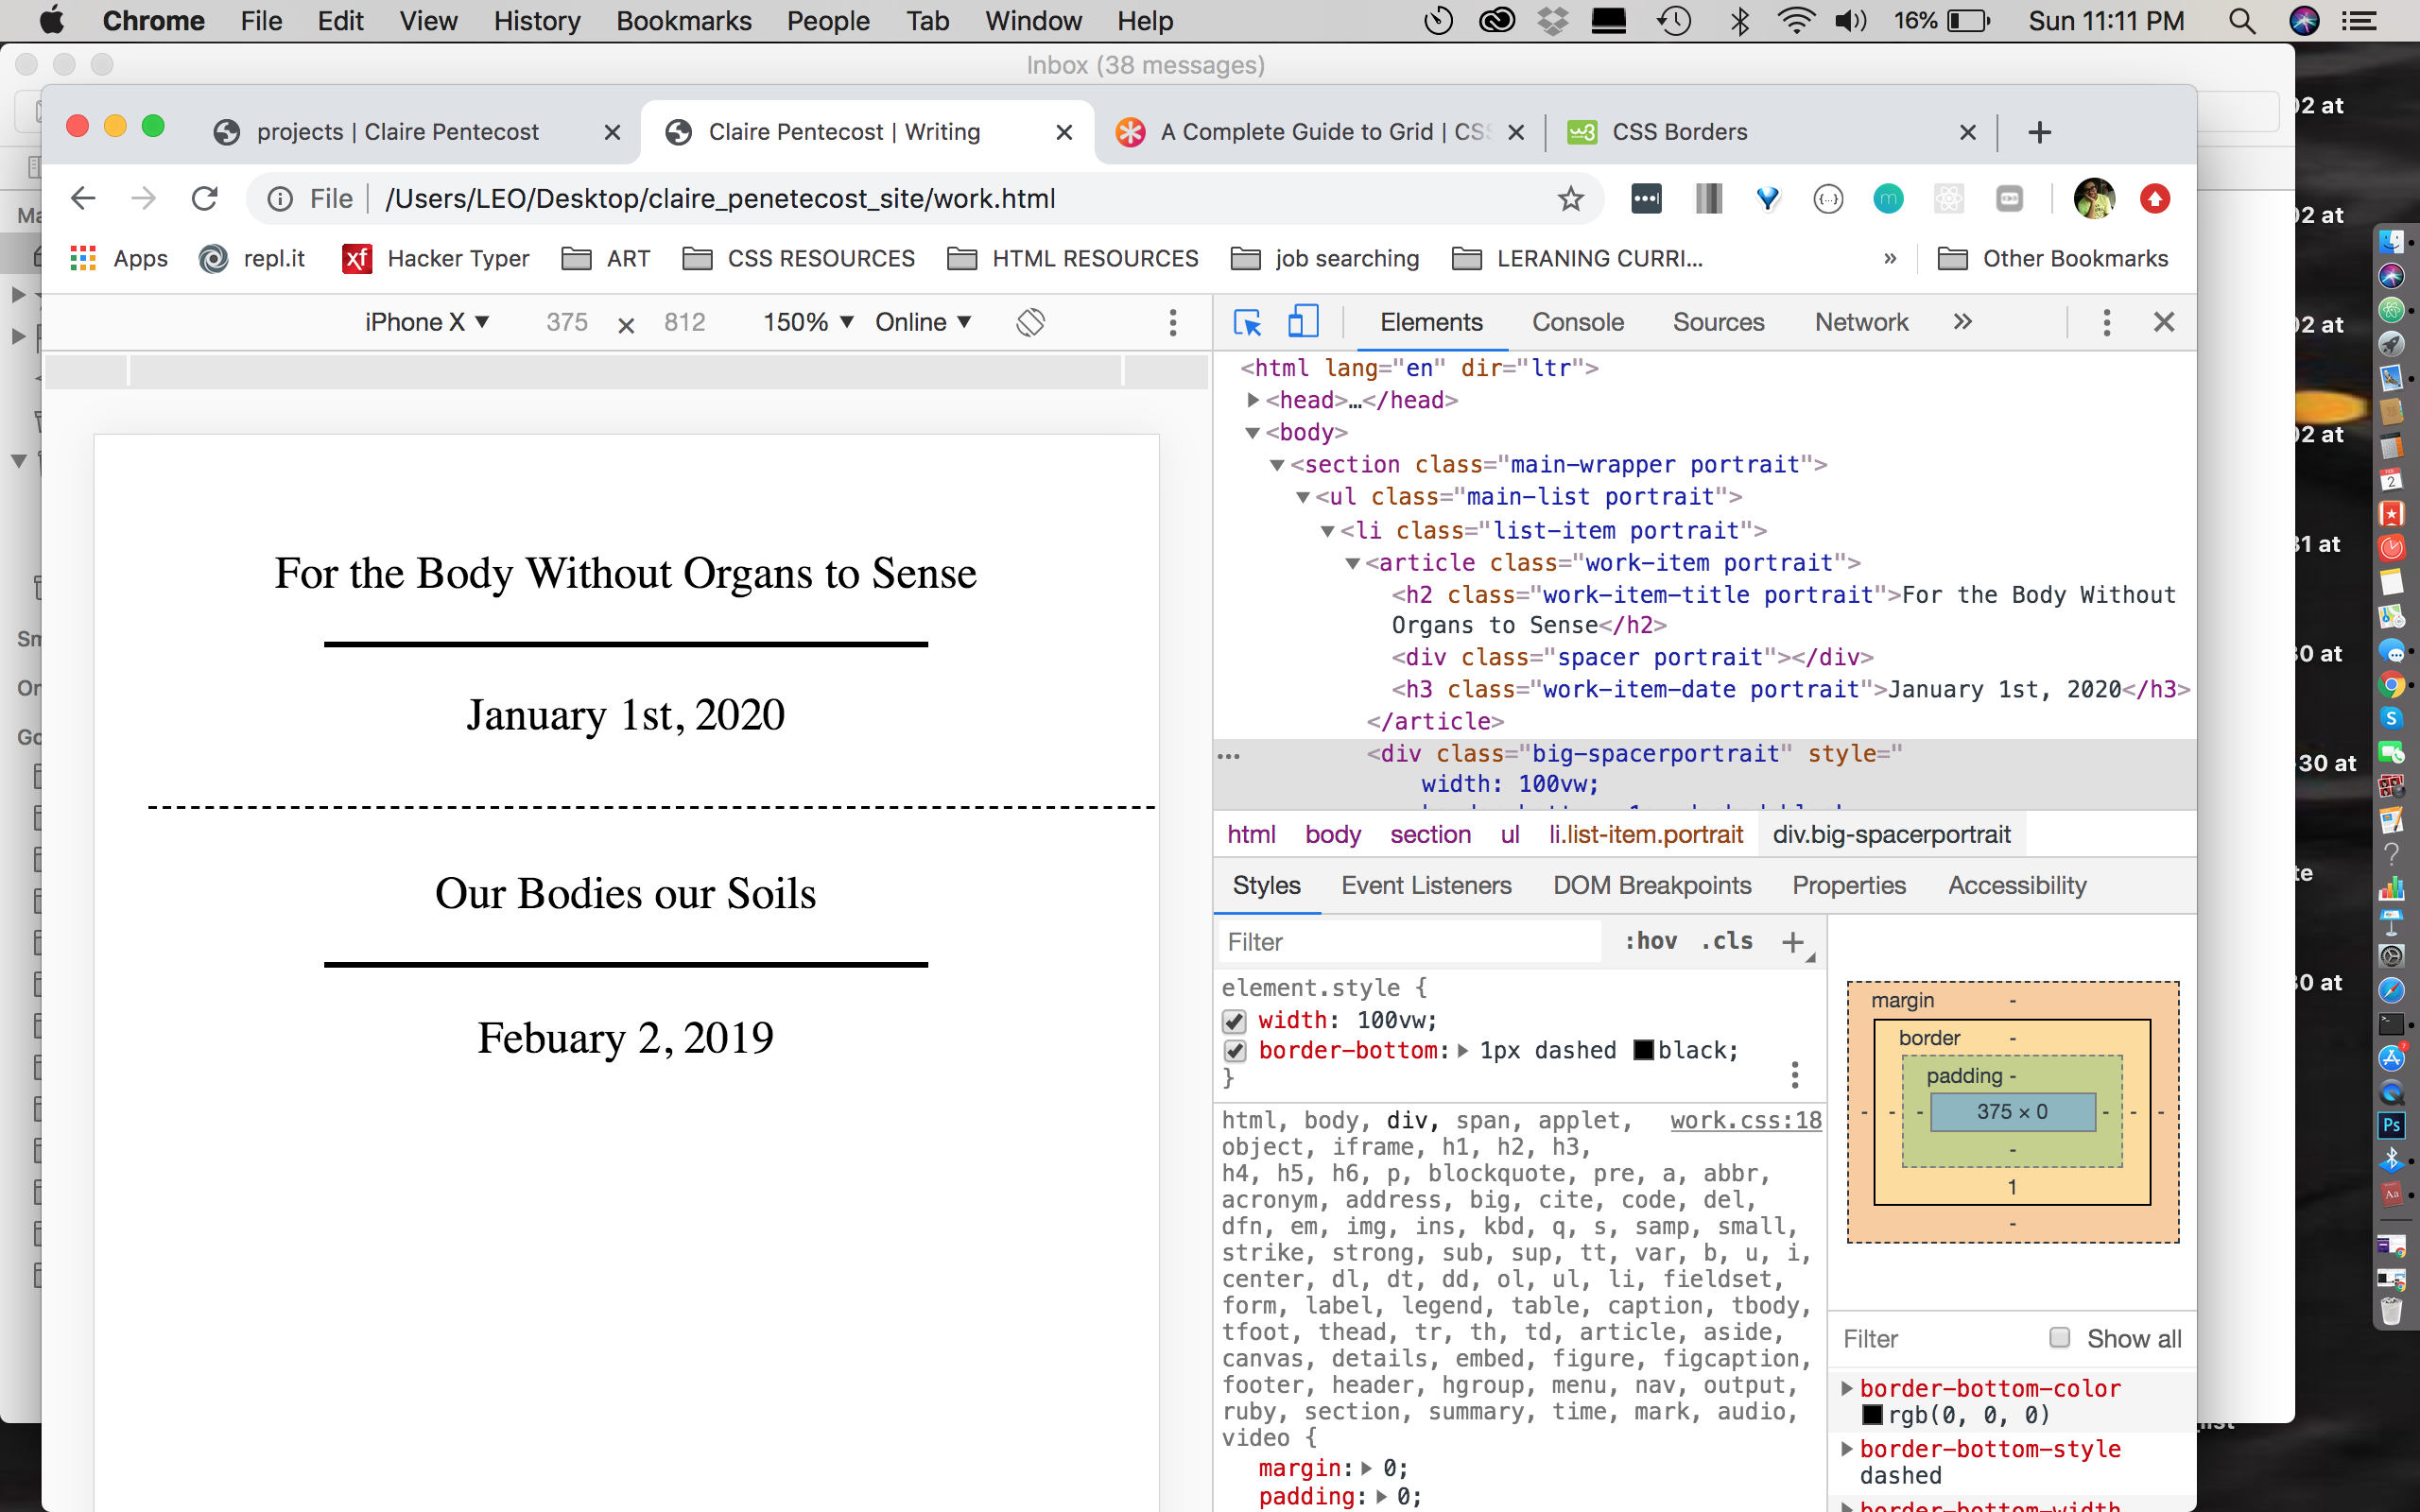 Chrome File Edit View History Bookmarks People Tab Window Help 16% Sun 11:11 PM
Inbox (38 messages)
projects | Claire Pentecost
Claire Pentecost | Writing
A Complete Guide to Grid | CSS
CSS Borders
File /Users/LEO/Desktop/claire_penetecost_site/work.html
Apps repl.it Hacker Typer ART CSS RESOURCES HTML RESOURCES job searching LERANING CURRI... » Other Bookmarks
iPhone X ▼ 375 × 812 150% ▼ Online ▼
For the Body Without Organs to Sense
January 1st, 2020
Our Bodies our Soils
Febuary 2, 2019
Elements Console Sources Network »
<html lang="en" dir="ltr">
<head>…</head>
<body>
<section class="main-wrapper portrait">
<ul class="main-list portrait">
<li class="list-item portrait">
<article class="work-item portrait">
<h2 class="work-item-title portrait">For the Body Without
Organs to Sense</h2>
<div class="spacer portrait"></div>
<h3 class="work-item-date portrait">January 1st, 2020</h3>
</article>
<div class="big-spacerportrait" style="
width: 100vw;
html body section ul li.list-item.portrait div.big-spacerportrait
Styles Event Listeners DOM Breakpoints Properties Accessibility
Filter :hov .cls +
element.style {
width: 100vw;
border-bottom: 1px dashed black;
}
html, body, div, span, applet, work.css:18
object, iframe, h1, h2, h3,
h4, h5, h6, p, blockquote, pre, a, abbr,
acronym, address, big, cite, code, del,
dfn, em, img, ins, kbd, q, s, samp, small,
strike, strong, sub, sup, tt, var, b, u, i,
center, dl, dt, dd, ol, ul, li, fieldset,
form, label, legend, table, caption, tbody,
tfoot, thead, tr, th, td, article, aside,
canvas, details, embed, figure, figcaption,
footer, header, hgroup, menu, nav, output,
ruby, section, summary, time, mark, audio,
video {
margin: 0;
padding: 0;
margin -
border -
padding -
- - - 375 × 0 - - -
-
1
-
Filter Show all
border-bottom-color
rgb(0, 0, 0)
border-bottom-style
dashed
border-bottom-width
Ma
Sm
On
Go
02 at
02 at
02 at
02 at
31 at
30 at
30 at
te
30 at